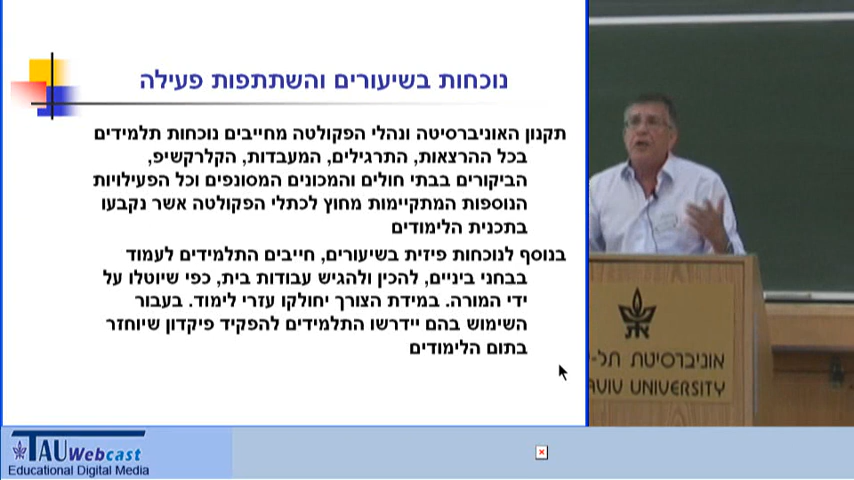 נוכחות בשיעורים והשתתפות פעילה
תקנון האוניברסיטה ונהלי הפקולטה מחייבים נוכחות תלמידים
בכל ההרצאות, התרגילים, המעבדות, הקלרקשיפ,
הביקורים בבתי חולים והמכונים המסונפים וכל הפעילויות
הנוספות המתקיימות מחוץ לכתלי הפקולטה אשר נקבעו
בתכנית הלימודים
בנוסף לנוכחות פיזית בשיעורים, חייבים התלמידים לעמוד
בבחני ביניים, להכין ולהגיש עבודות בית, כפי שיוטלו על
ידי המורה. במידת הצורך יחולקו עזרי לימוד. בעבור
השימוש בהם יידרשו התלמידים להפקיד פיקדון שיוחזר
בתום הלימודים
אוניברסיטת תל-
AVIV UNIVERSITY
TAU Webcast
Educational Digital Media